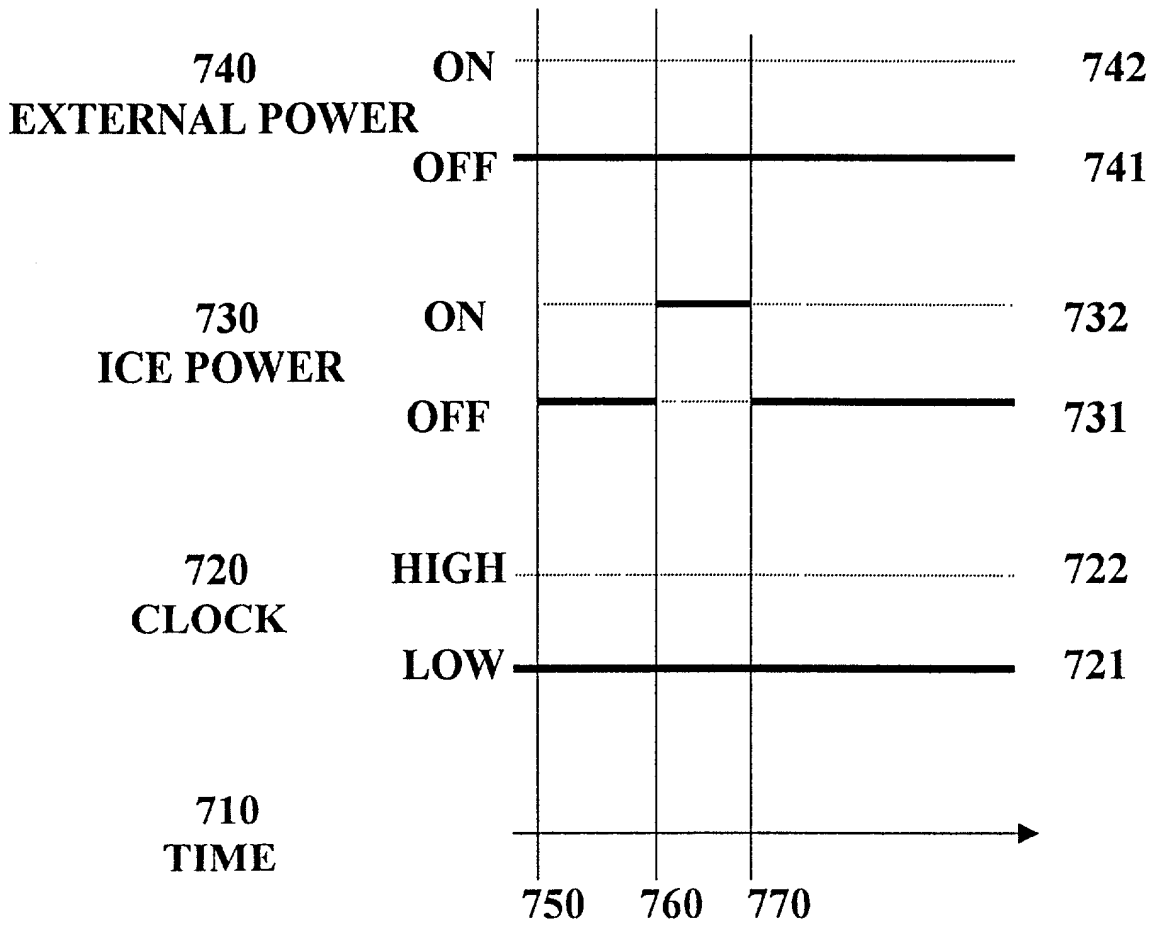 740 ON 742
EXTERNAL POWER
OFF 741
730 ON 732
ICE POWER
OFF 731
720 HIGH 722
CLOCK
LOW 721
710
TIME
750 760 770